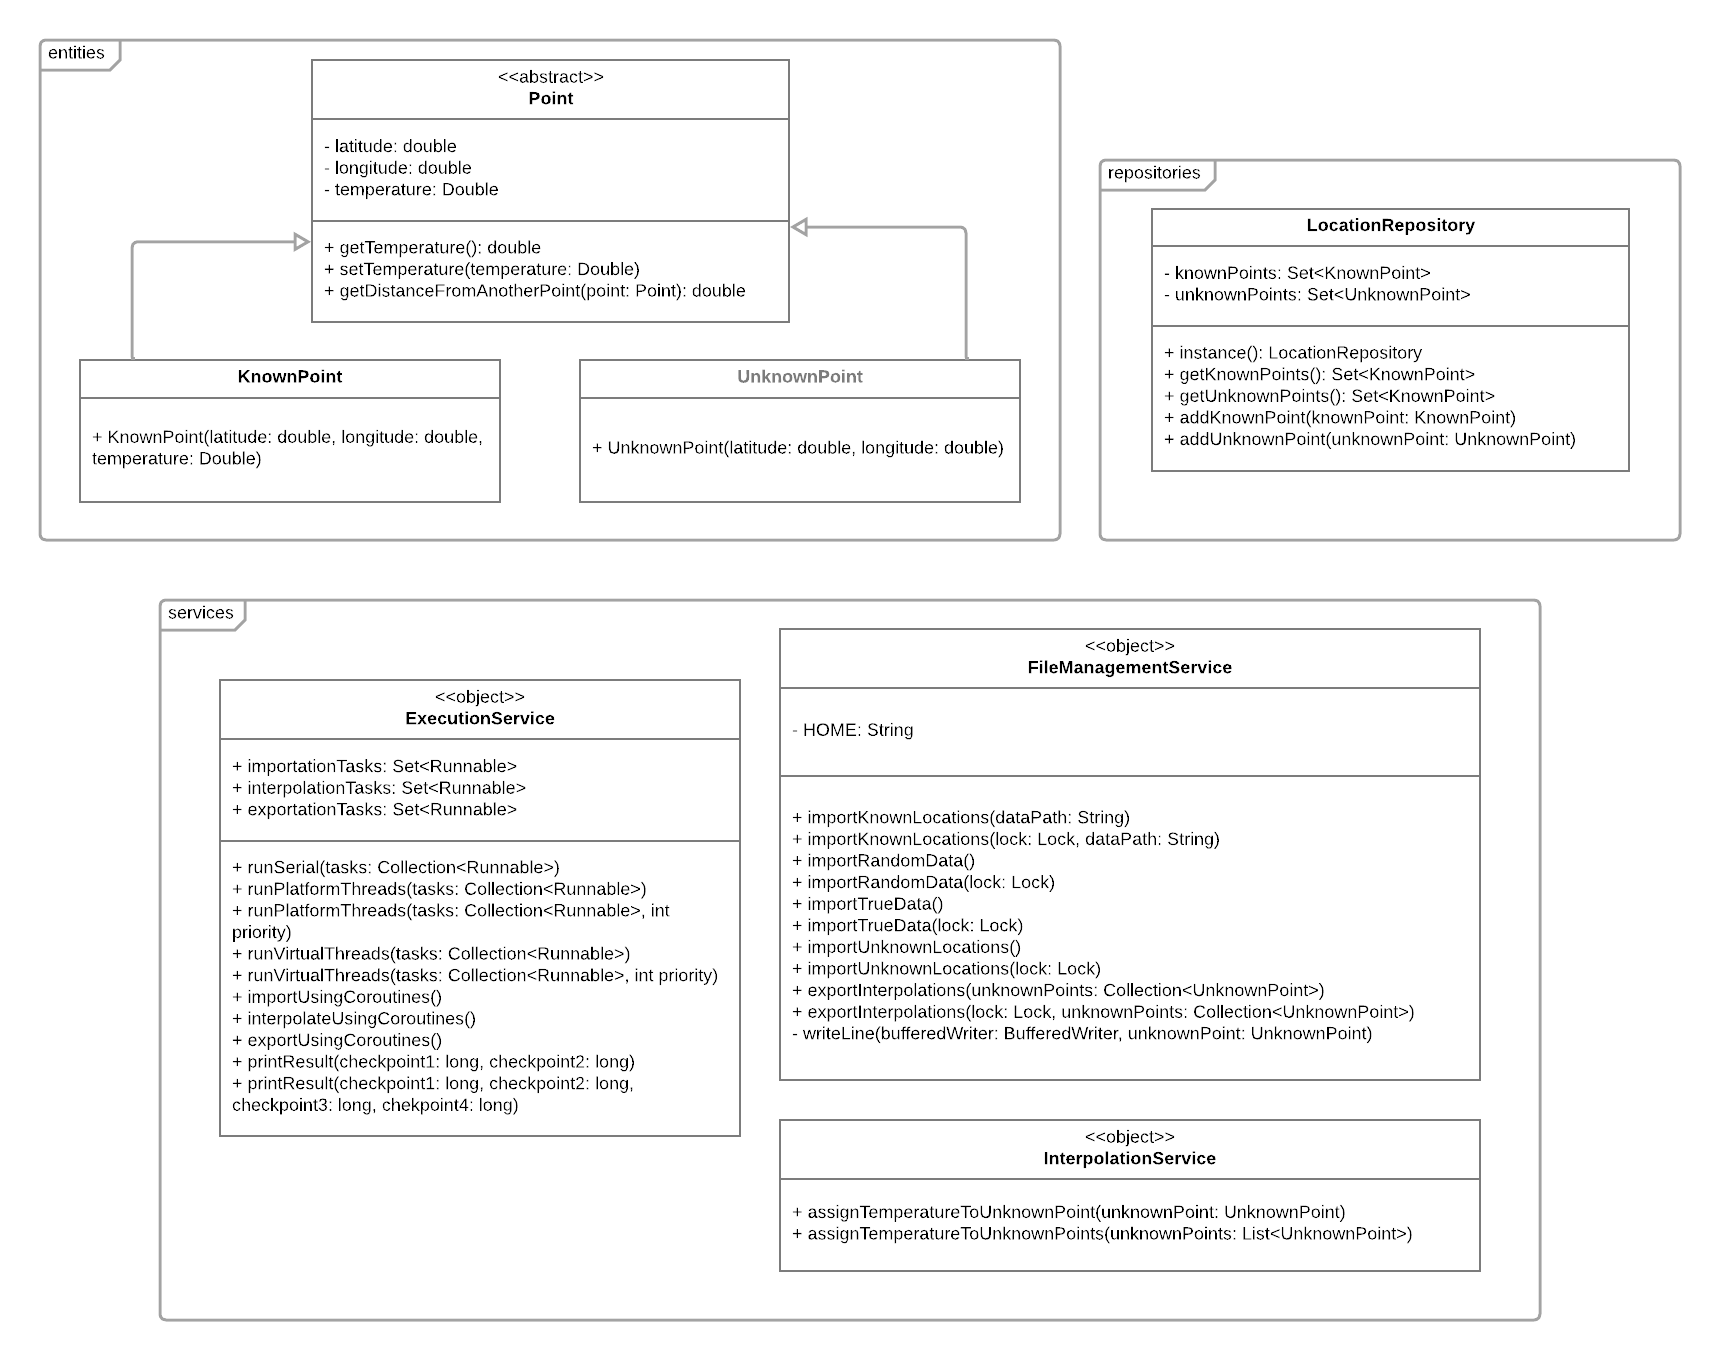 entities
<<abstract>>
Point
- latitude: double
- longitude: double
- temperature: Double
+ getTemperature(): double
+ setTemperature(temperature: Double)
+ getDistanceFromAnotherPoint(point: Point): double
KnownPoint
+ KnownPoint(latitude: double, longitude: double,
temperature: Double)
UnknownPoint
+ UnknownPoint(latitude: double, longitude: double)
repositories
LocationRepository
- knownPoints: Set<KnownPoint>
- unknownPoints: Set<UnknownPoint>
+ instance(): LocationRepository
+ getKnownPoints(): Set<KnownPoint>
+ getUnknownPoints(): Set<KnownPoint>
+ addKnownPoint(knownPoint: KnownPoint)
+ addUnknownPoint(unknownPoint: UnknownPoint)
services
<<object>>
ExecutionService
+ importationTasks: Set<Runnable>
+ interpolationTasks: Set<Runnable>
+ exportationTasks: Set<Runnable>
+ runSerial(tasks: Collection<Runnable>)
+ runPlatformThreads(tasks: Collection<Runnable>)
+ runPlatformThreads(tasks: Collection<Runnable>, int
priority)
+ runVirtualThreads(tasks: Collection<Runnable>)
+ runVirtualThreads(tasks: Collection<Runnable>, int priority)
+ importUsingCoroutines()
+ interpolateUsingCoroutines()
+ exportUsingCoroutines()
+ printResult(checkpoint1: long, checkpoint2: long)
+ printResult(checkpoint1: long, checkpoint2: long,
checkpoint3: long, chekpoint4: long)
<<object>>
FileManagementService
- HOME: String
+ importKnownLocations(dataPath: String)
+ importKnownLocations(lock: Lock, dataPath: String)
+ importRandomData()
+ importRandomData(lock: Lock)
+ importTrueData()
+ importTrueData(lock: Lock)
+ importUnknownLocations()
+ importUnknownLocations(lock: Lock)
+ exportInterpolations(unknownPoints: Collection<UnknownPoint>)
+ exportInterpolations(lock: Lock, unknownPoints: Collection<UnknownPoint>)
- writeLine(bufferedWriter: BufferedWriter, unknownPoint: UnknownPoint)
<<object>>
InterpolationService
+ assignTemperatureToUnknownPoint(unknownPoint: UnknownPoint)
+ assignTemperatureToUnknownPoints(unknownPoints: List<UnknownPoint>)